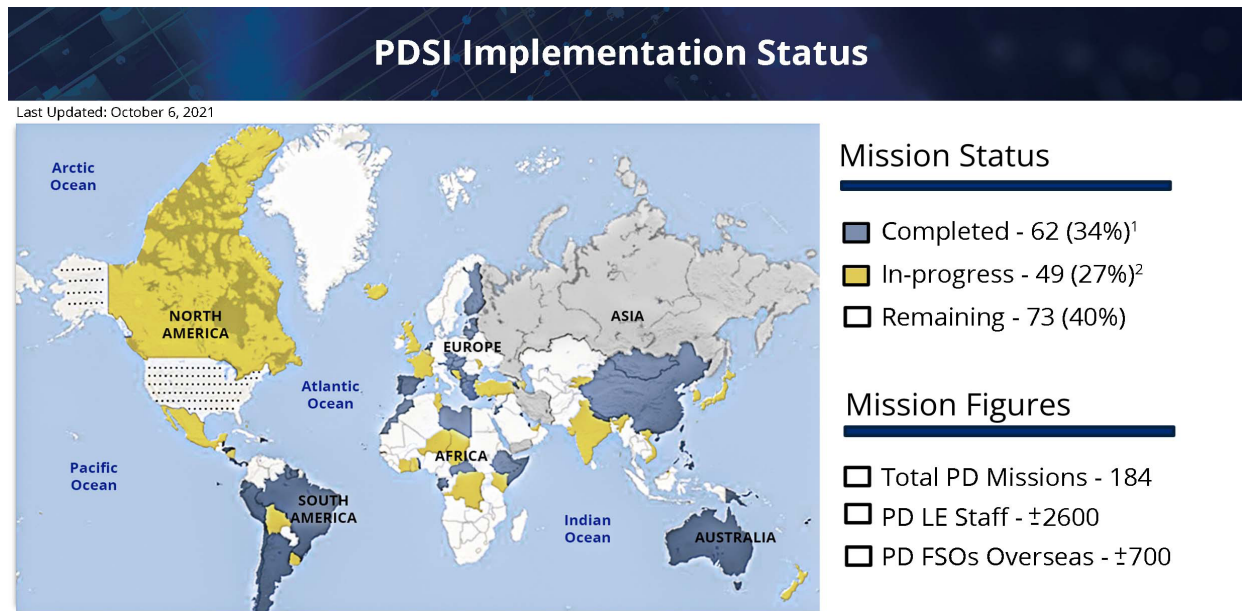 PDSI Implementation Status
Last Updated: October 6, 2021
Arctic
Ocean
NORTH
AMERICA
ASIA
EUROPE
Atlantic
Ocean
AFRICA
Pacific
Ocean
SOUTH
AMERICA
Indian
Ocean
AUSTRALIA
Mission Status
Completed - 62 (34%)¹
In-progress - 49 (27%)²
Remaining - 73 (40%)
Mission Figures
Total PD Missions - 184
PD LE Staff - ±2600
PD FSOs Overseas - ±700